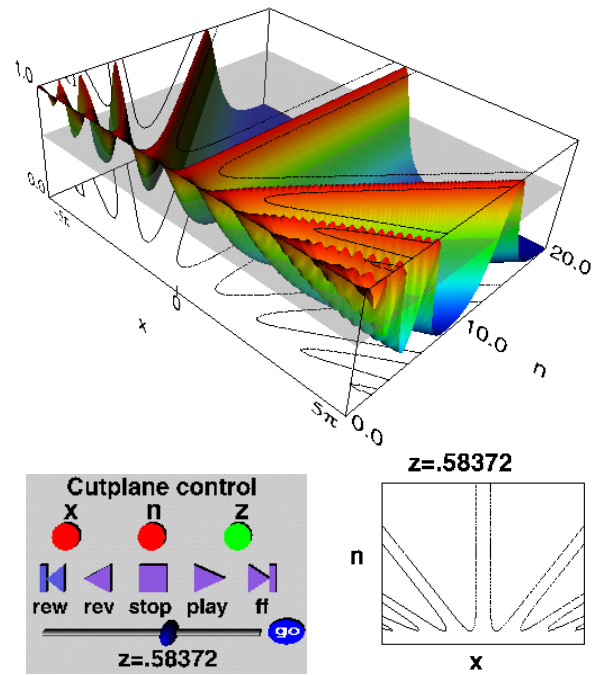 1.0
0.0
-5π
0
x
5π
0.0
10.0
20.0
n
Cutplane control
x n z
rew rev stop play ff
go
z=.58372
z=.58372
n
x